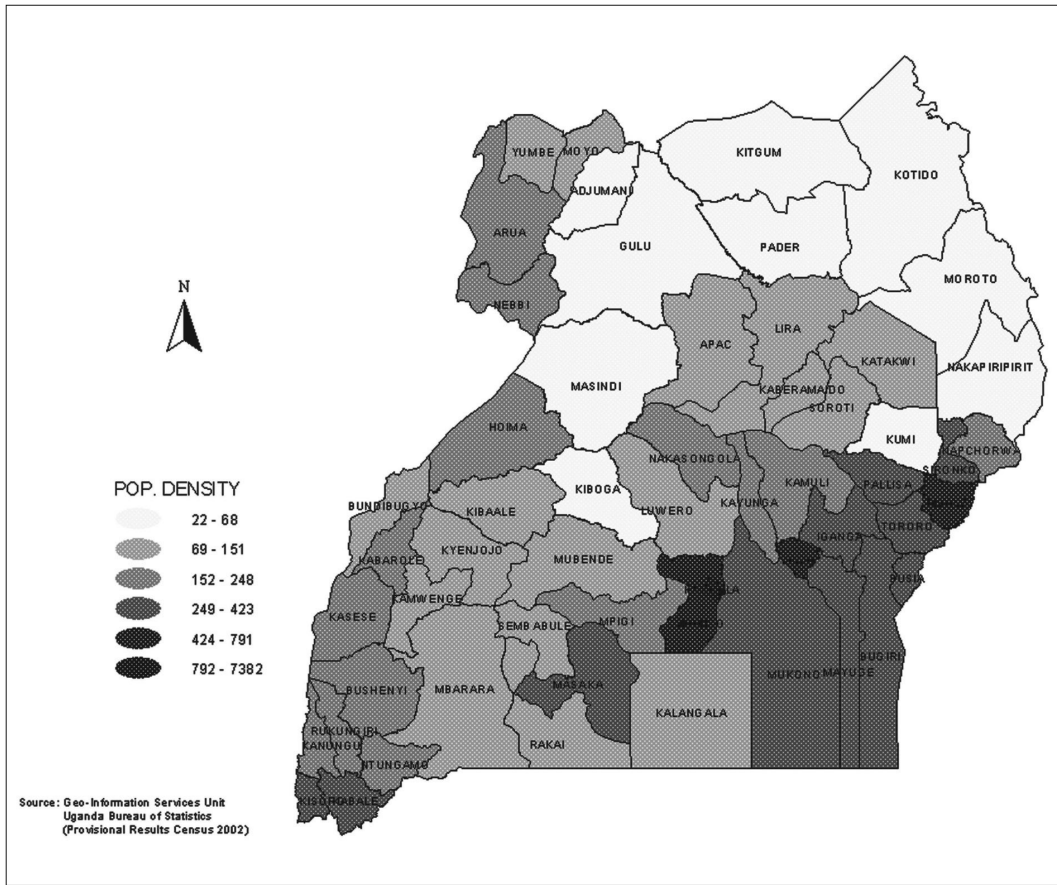 YUMBE
MOYO
ADJUMANI
KITGUM
KOTIDO
ARUA
GULU
PADER
MOROTO
NEBBI
LIRA
APAC
KATAKWI
NAKAPIRIPIRIT
MASINDI
KABERAMAIDO
SOROTI
HOIMA
KUMI
KAPCHORWA
SIRONKO
NAKASONGOLA
KIBOGA
KAMULI
PALLISA
BUNDIBUGYO
KIBAALE
LUWERO
KAYUNGA
TORORO
IGANGA
KABAROLE
KYENJOJO
MUBENDE
BUSIA
KAMWENGE
KASESE
SEMBABULE
MPIGI
MUKONO
MAYUGE
BUGIRI
BUSHENYI
MBARARA
MASAKA
KALANGALA
RUKUNGIRI
KANUNGU
RAKAI
NTUNGAMO
KISORO
KABALE
N
POP. DENSITY
22 - 68
69 - 151
152 - 248
249 - 423
424 - 791
792 - 7382
Source: Geo-Information Services Unit
Uganda Bureau of Statistics
(Provisional Results Census 2002)